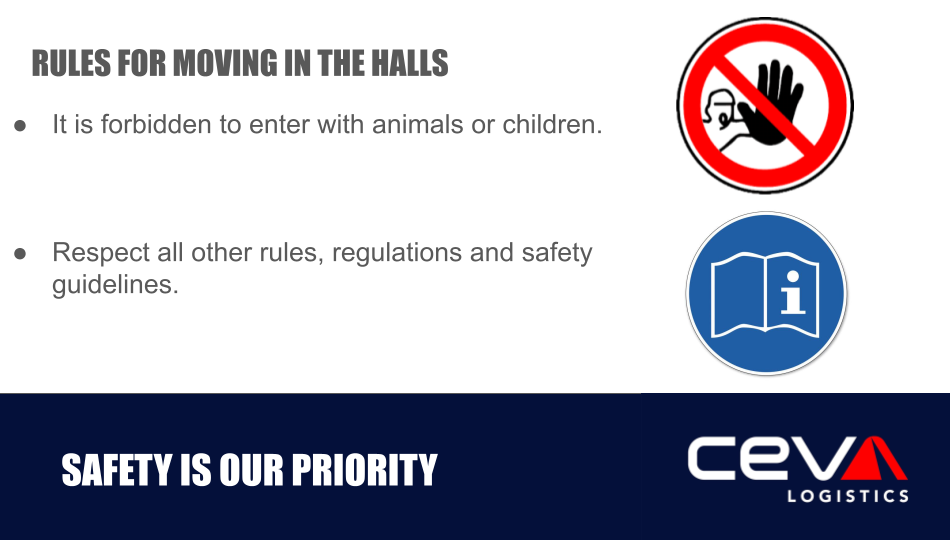 RULES FOR MOVING IN THE HALLS
● It is forbidden to enter with animals or children.
● Respect all other rules, regulations and safety
guidelines.
i
SAFETY IS OUR PRIORITY
CEVA
LOGISTICS